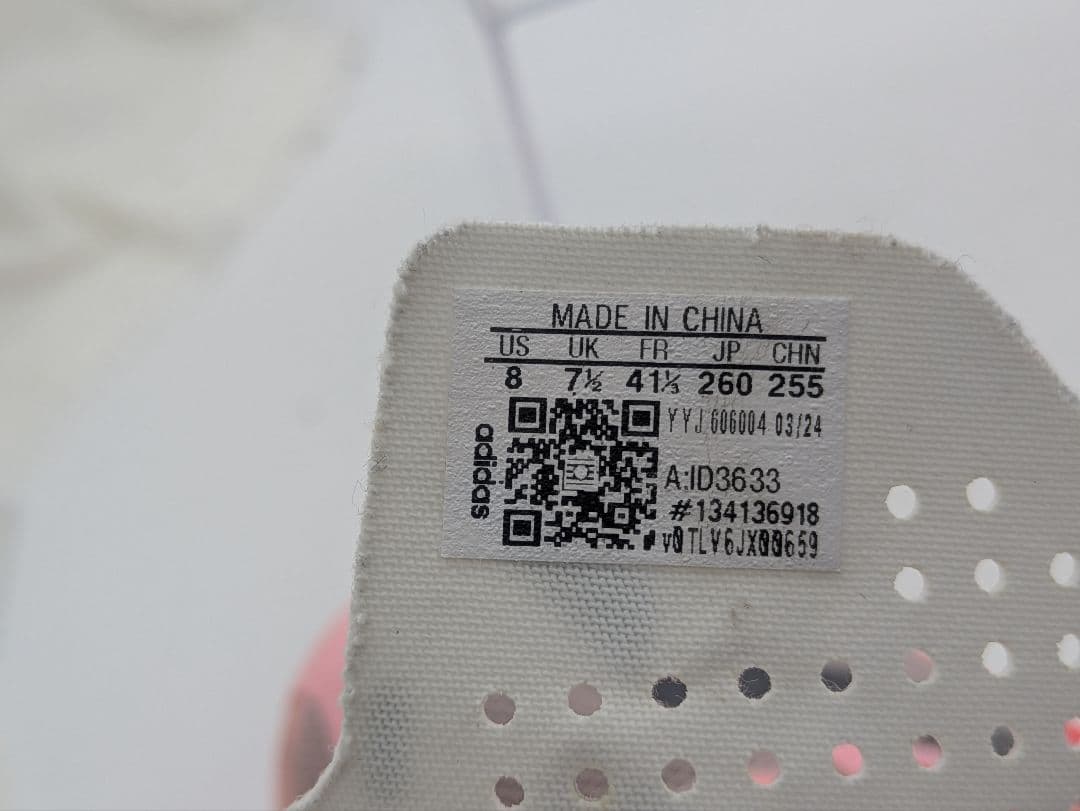 MADE IN CHINA
US UK FR JP CHN
8 7½ 41⅓ 260 255
YYJ 606004 03/24
adidas
A:ID3633
#134136918
v0TLV6JX00659